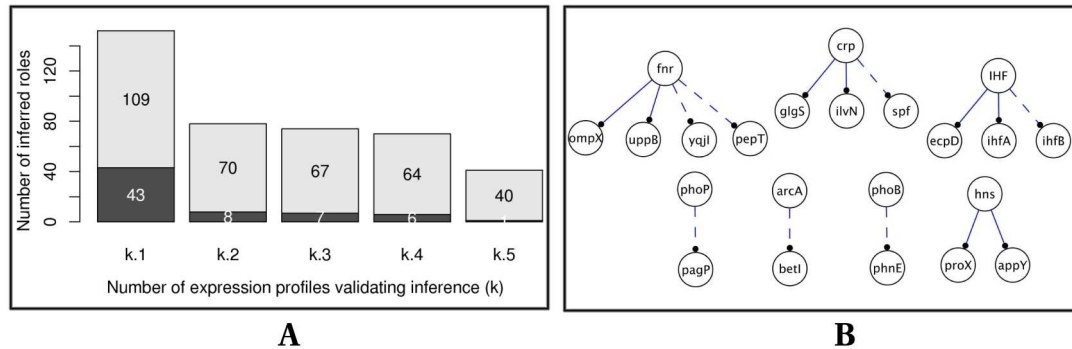 Number of inferred roles
0 40 80 120
109
43
70
8
67
7
64
6
40
1
k.1 k.2 k.3 k.4 k.5
Number of expression profiles validating inference (k)
A
crp
fnr
IHF
glgS ilvN spf
ompX uppB yqjI pepT
ecpD ihfA ihfB
phoP arcA phoB hns
pagP betI phnE proX appY
B